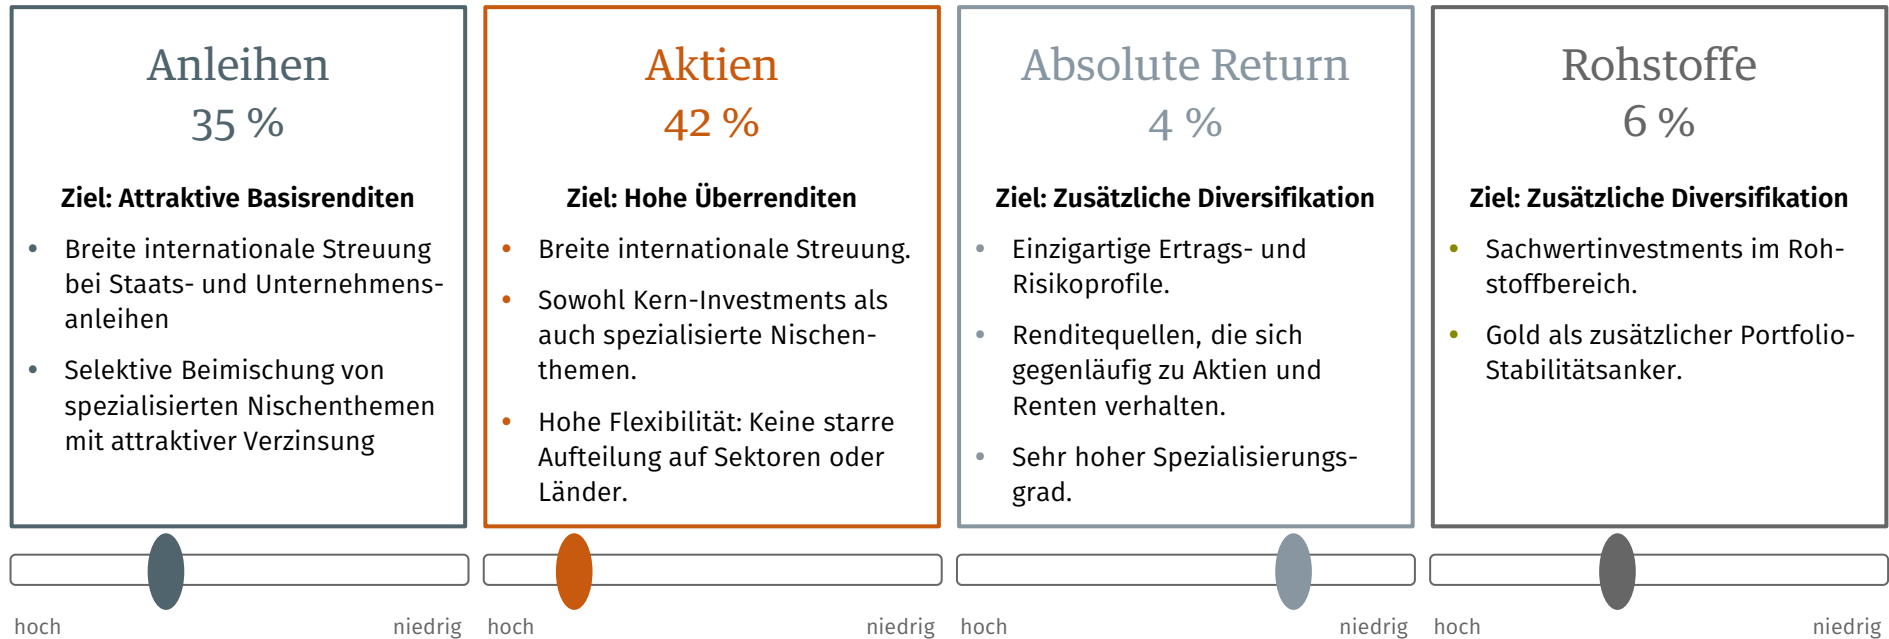 Anleihen
35 %
Ziel: Attraktive Basisrenditen
• Breite internationale Streuung
bei Staats- und Unternehmens-
anleihen
• Selektive Beimischung von
spezialisierten Nischenthemen
mit attraktiver Verzinsung
hoch niedrig
Aktien
42 %
Ziel: Hohe Überrenditen
• Breite internationale Streuung.
• Sowohl Kern-Investments als
auch spezialisierte Nischen-
themen.
• Hohe Flexibilität: Keine starre
Aufteilung auf Sektoren oder
Länder.
hoch niedrig
Absolute Return
4 %
Ziel: Zusätzliche Diversifikation
• Einzigartige Ertrags- und
Risikoprofile.
• Renditequellen, die sich
gegenläufig zu Aktien und
Renten verhalten.
• Sehr hoher Spezialisierungs-
grad.
hoch niedrig
Rohstoffe
6 %
Ziel: Zusätzliche Diversifikation
• Sachwertinvestments im Roh-
stoffbereich.
• Gold als zusätzlicher Portfolio-
Stabilitätsanker.
hoch niedrig